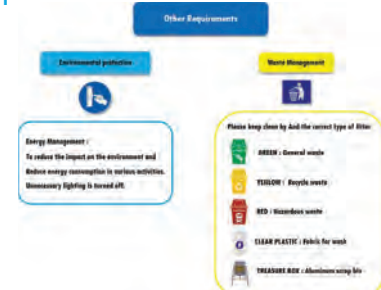 Other Requirements
Environmental protection
Energy Management :
To reduce the impact on the environment and
Reduce energy consumption in various activities.
Unnecessary lighting is turned off.
Waste Management
Please keep clean by And the correct type of litter
GREEN : General waste
YELLOW : Recycle waste
RED : Hazardous waste
CLEAR PLASTIC : Fabric for wash
TREASURE BOX : Aluminum scrap bin